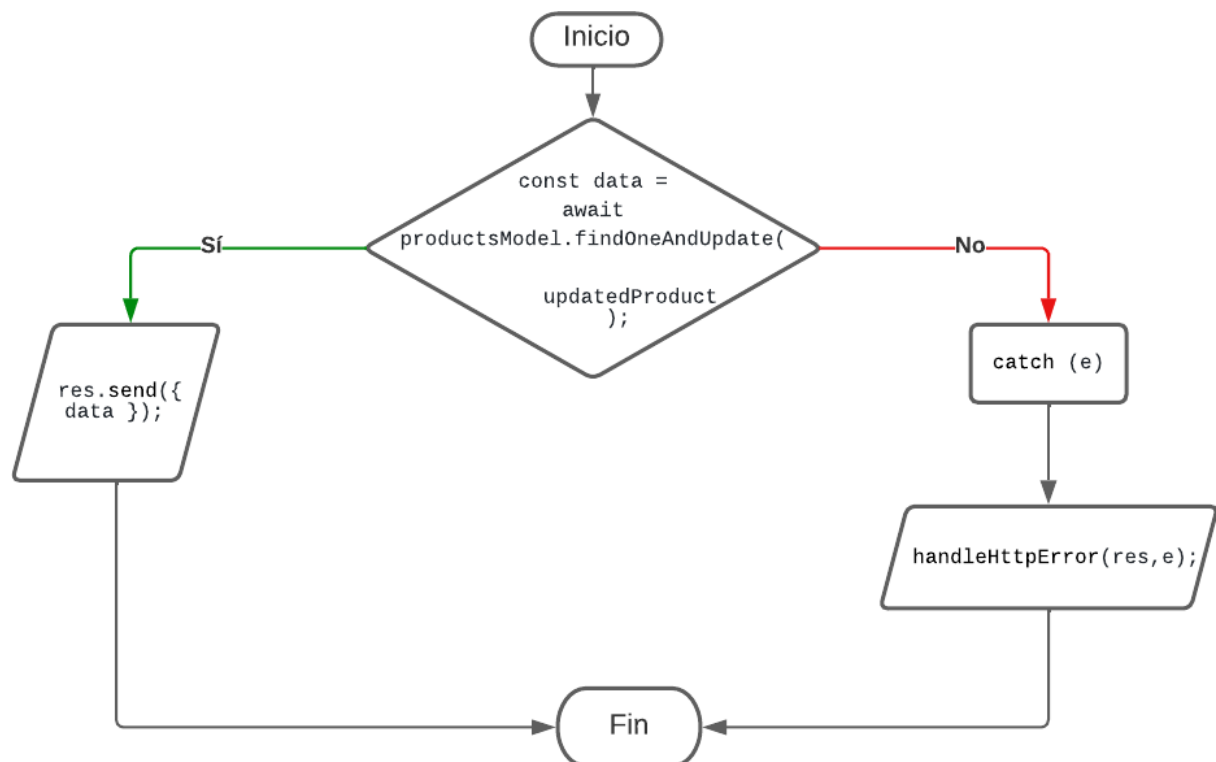 Inicio
const data =
await
productsModel.findOneAndUpdate(
updatedProduct
);
Sí
No
res.send({
data });
catch (e)
handleHttpError(res,e);
Fin